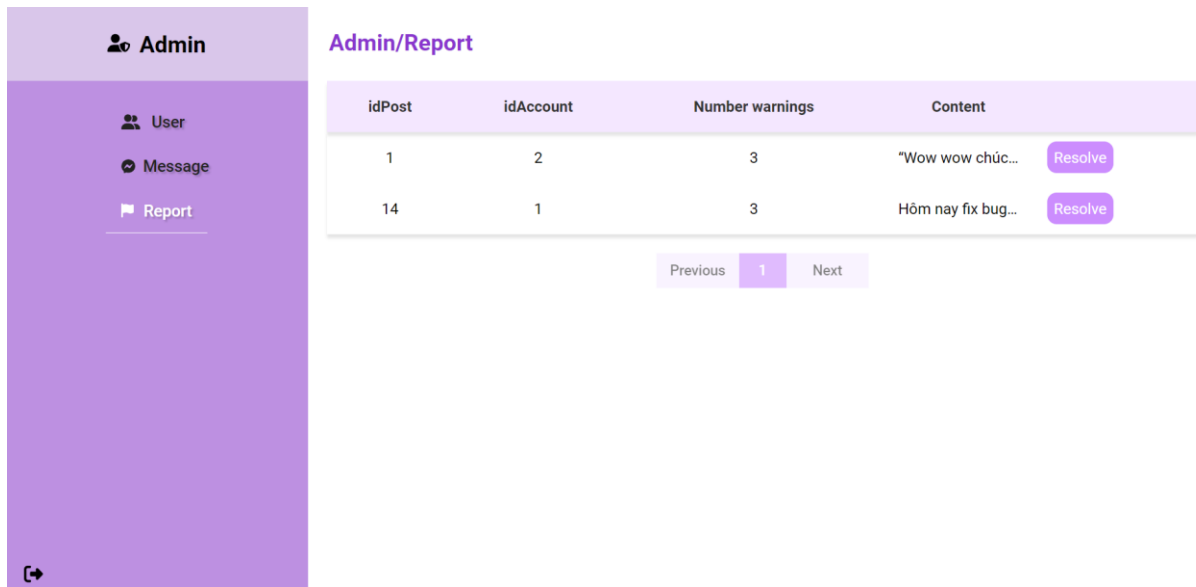 Admin
User
Message
Report
Admin/Report
idPost idAccount Number warnings Content
1 2 3 “Wow wow chúc... Resolve
14 1 3 Hôm nay fix bug... Resolve
Previous 1 Next